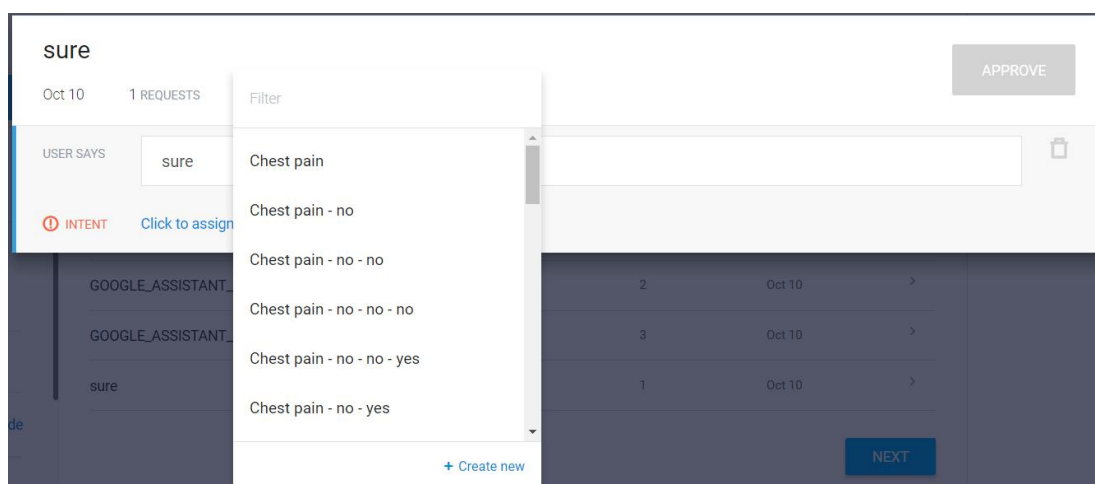 sure
APPROVE
Oct 10 1 REQUESTS
Filter
USER SAYS sure
Chest pain
Chest pain - no
INTENT Click to assign
Chest pain - no - no
GOOGLE_ASSISTANT_ 2 Oct 10
Chest pain - no - no - no
GOOGLE_ASSISTANT_ 3 Oct 10
Chest pain - no - no - yes
sure 1 Oct 10
Chest pain - no - yes
de
NEXT
+ Create new